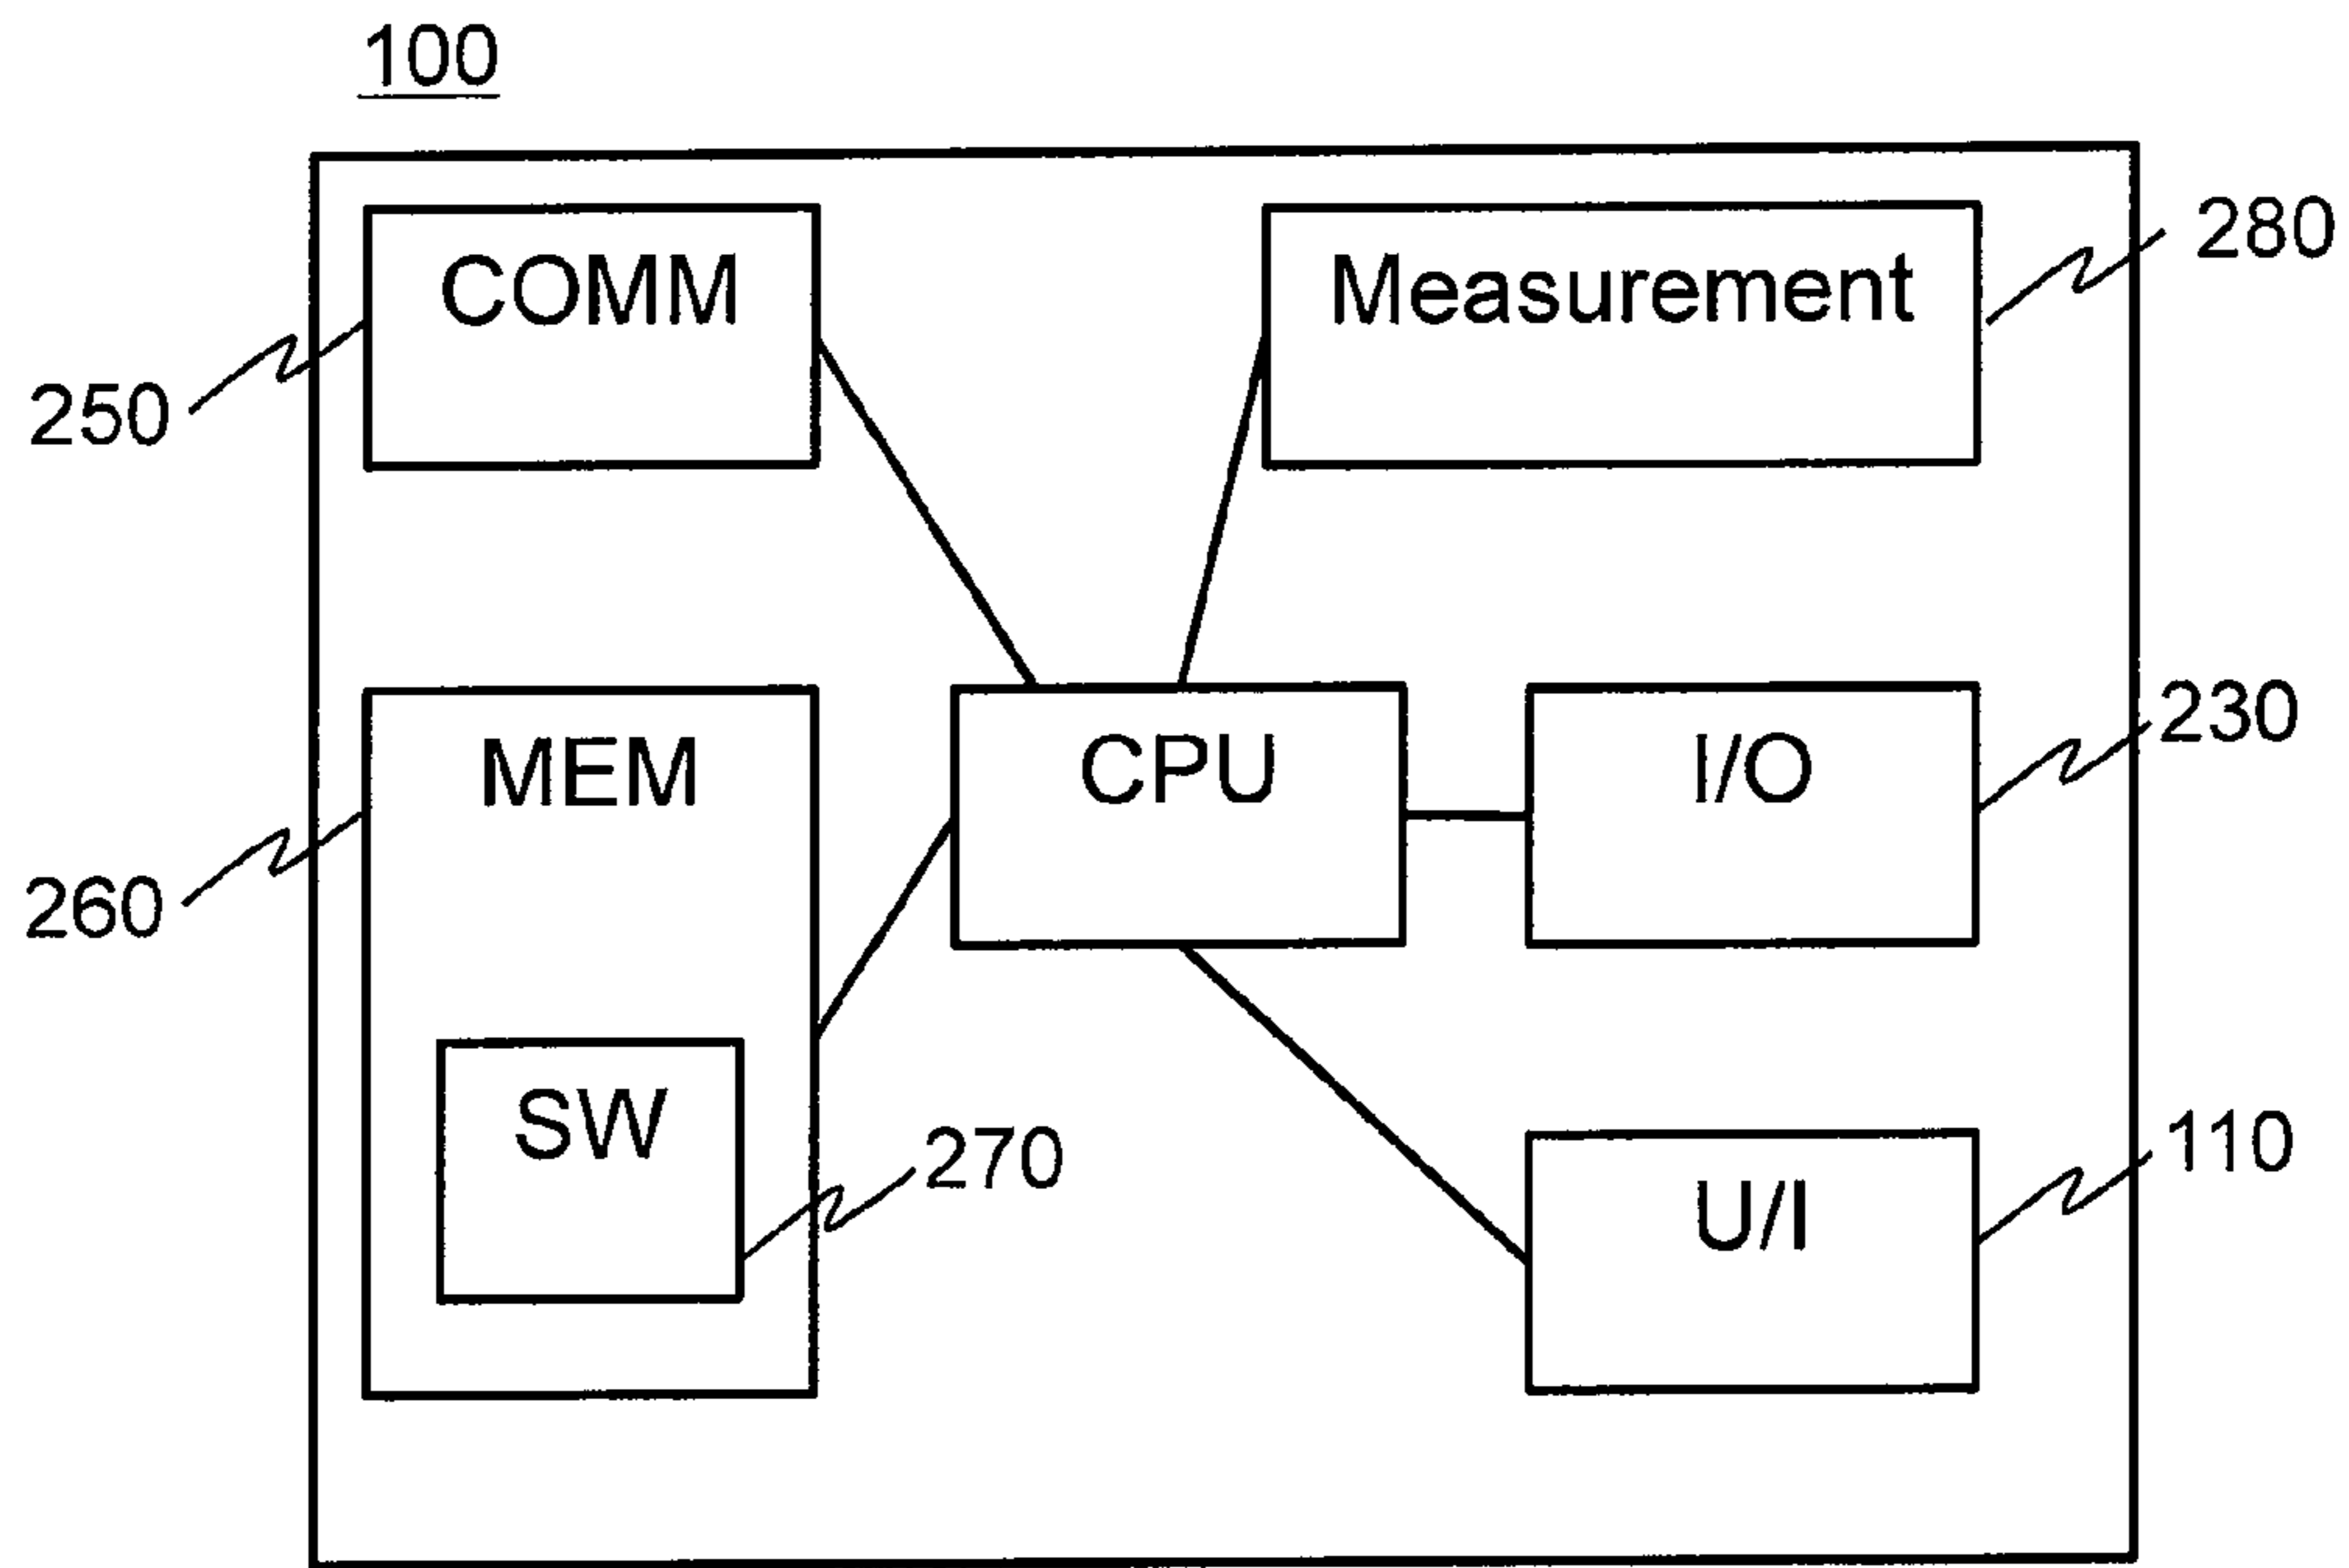 100
COMM
Measurement
280
250
MEM
CPU
I/O
230
260
SW
270
U/I
110